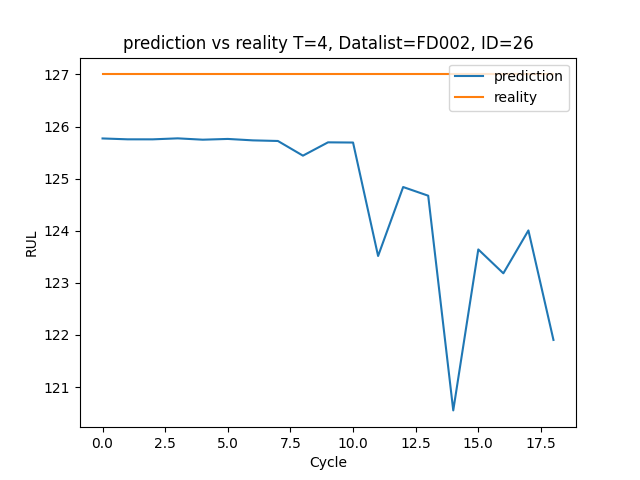 prediction vs reality T=4, Datalist=FD002, ID=26
127
126
125
124
123
122
121
RUL
prediction
reality
0.0 2.5 5.0 7.5 10.0 12.5 15.0 17.5
Cycle